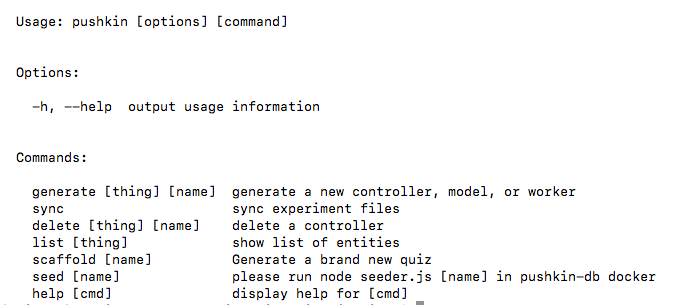 Usage: pushkin [options] [command]
Options:
-h, --help  output usage information
Commands:
generate [thing] [name]  generate a new controller, model, or worker
sync                     sync experiment files
delete [thing] [name]    delete a controller
list [thing]             show list of entities
scaffold [name]          Generate a brand new quiz
seed [name]              please run node seeder.js [name] in pushkin-db docker
help [cmd]               display help for [cmd]